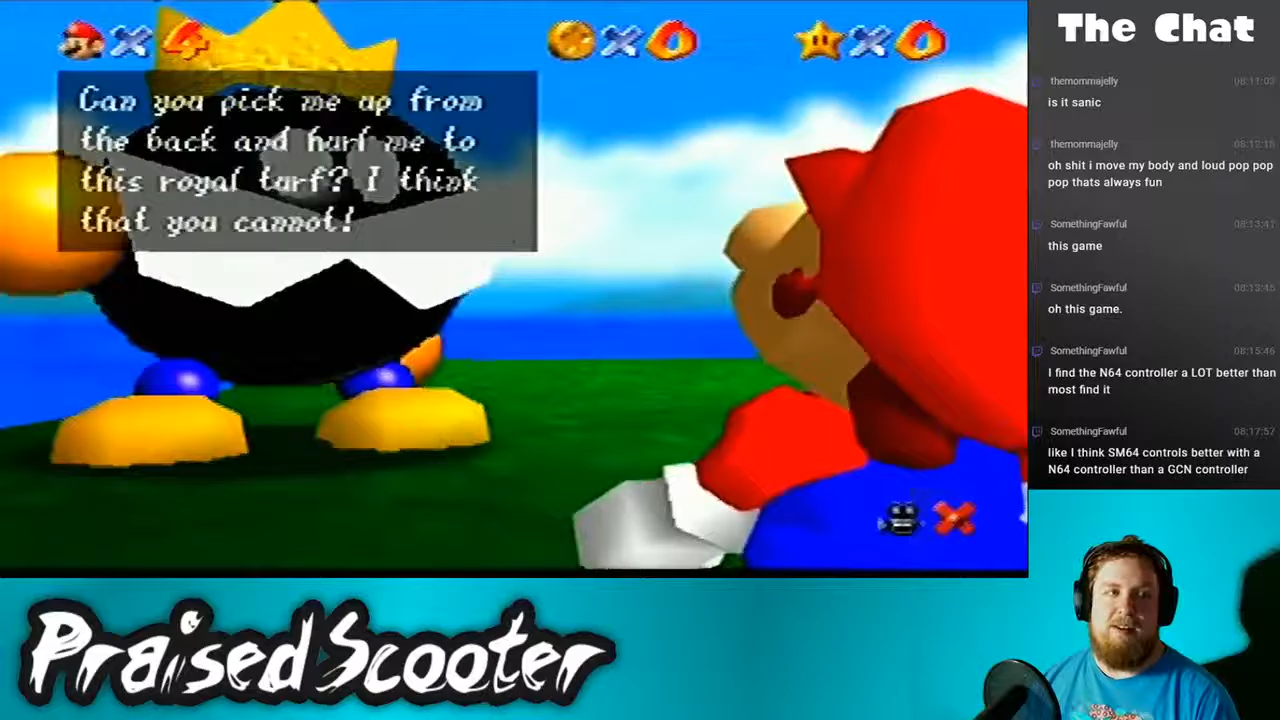 ×4 ×0 ×0
Can you pick me up from
the back and hurl me to
this royal turf? I think
that you cannot!
The Chat
themommajelly 08:11:02
is it sanic
themommajelly 08:12:15
oh shit i move my body and loud pop pop
pop thats always fun
SomethingFawful 08:13:41
this game
SomethingFawful 08:13:45
oh this game.
SomethingFawful 08:15:46
I find the N64 controller a LOT better than
most find it
SomethingFawful 08:17:57
like I think SM64 controls better with a
N64 controller than a GCN controller
PraisedScooter